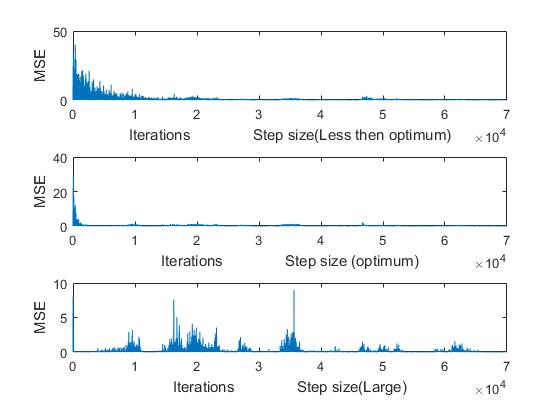 50
MSE
0
0 1 2 3 4 5 6 7
Iterations Step size(Less then optimum) ×10^4
40
20
MSE
0
0 1 2 3 4 5 6 7
Iterations Step size (optimum) ×10^4
10
5
MSE
0
0 1 2 3 4 5 6 7
Iterations Step size(Large) ×10^4